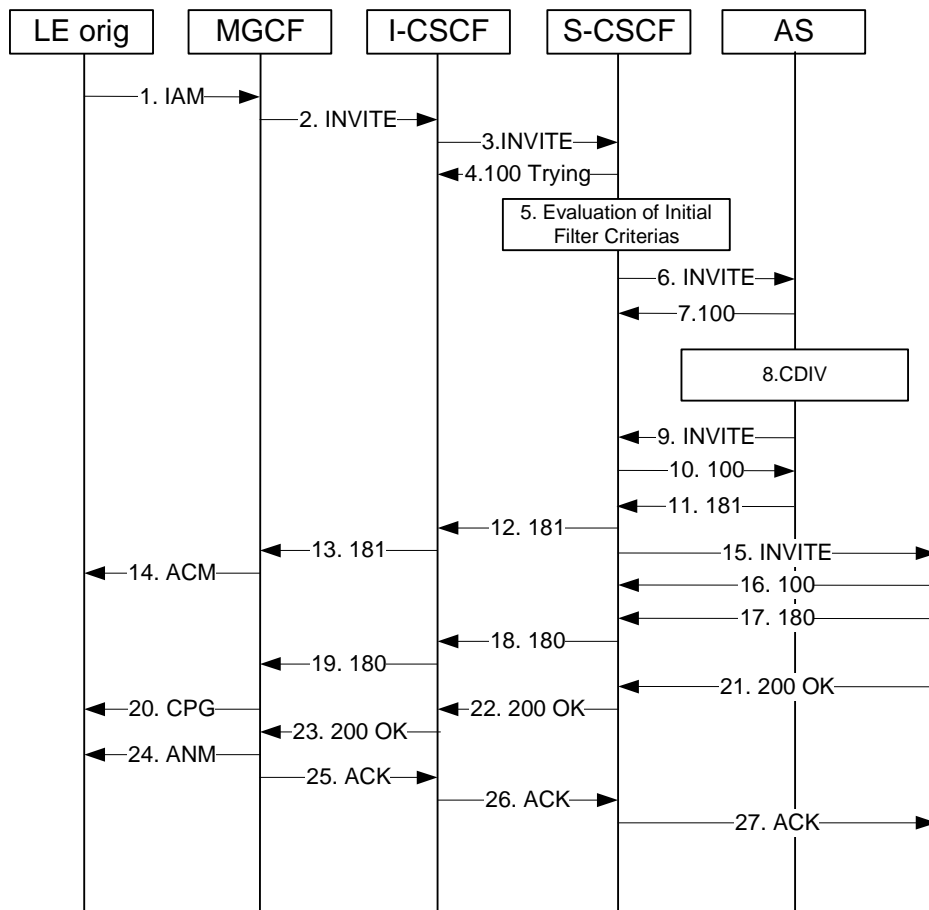 LE orig
MGCF
I-CSCF
S-CSCF
AS
1. IAM
2. INVITE
3.INVITE
4.100 Trying
5. Evaluation of Initial
Filter Criterias
6. INVITE
7.100
8.CDIV
9. INVITE
10. 100
11. 181
12. 181
13. 181
15. INVITE
14. ACM
16. 100
17. 180
18. 180
19. 180
21. 200 OK
20. CPG
22. 200 OK
23. 200 OK
24. ANM
25. ACK
26. ACK
27. ACK